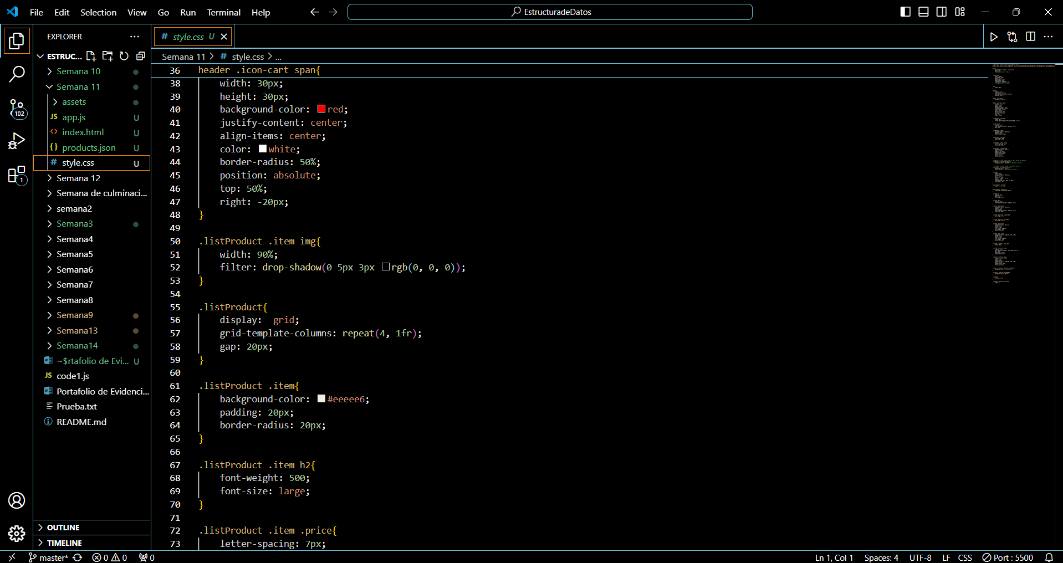 File Edit Selection View Go Run Terminal Help
EstructuradeDatos
EXPLORER
ESTRUC...
Semana 10
Semana 11
assets
JS app.js U
<> index.html U
{} products.json U
# style.css U
Semana 12
Semana de culminaci...
semana2
Semana3
Semana4
Semana5
Semana6
Semana7
Semana8
Semana9
Semana13
Semana14
~$rtafolio de Evi... U
JS code1.js
Portafolio de Evidenci...
Prueba.txt
README.md
OUTLINE
TIMELINE
102
1
# style.css U
Semana 11 > # style.css > ...
36 header .icon-cart span{
38 width: 30px;
39 height: 30px;
40 background-color: red;
41 justify-content: center;
42 align-items: center;
43 color: white;
44 border-radius: 50%;
45 position: absolute;
46 top: 50%;
47 right: -20px;
48 }
49
50 .listProduct .item img{
51 width: 90%;
52 filter: drop-shadow(0 5px 3px rgb(0, 0, 0));
53 }
54
55 .listProduct{
56 display:  grid;
57 grid-template-columns: repeat(4, 1fr);
58 gap: 20px;
59 }
60
61 .listProduct .item{
62 background-color: #eeeee6;
63 padding: 20px;
64 border-radius: 20px;
65 }
66
67 .listProduct .item h2{
68 font-weight: 500;
69 font-size: large;
70 }
71
72 .listProduct .item .price{
73 letter-spacing: 7px;
master* 0 0 0 Ln 1, Col 1 Spaces: 4 UTF-8 LF CSS Port : 5500